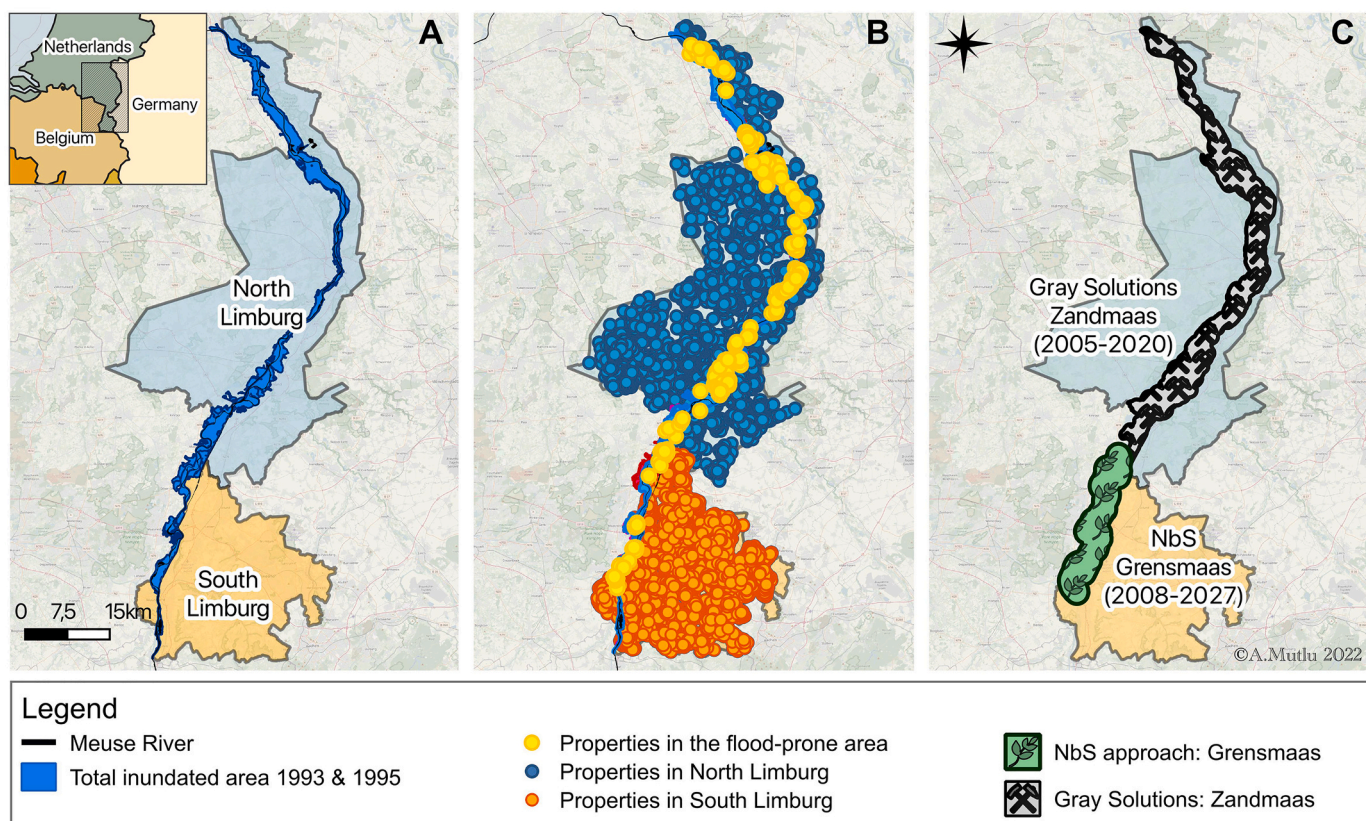 Netherlands
Germany
Belgium
A
North
Limburg
South
Limburg
0 7,5 15km
B
C
Gray Solutions
Zandmaas
(2005-2020)
NbS
Grensmaas
(2008-2027)
©A.Mutlu 2022
Legend
Meuse River
Total inundated area 1993 & 1995
Properties in the flood-prone area
Properties in North Limburg
Properties in South Limburg
NbS approach: Grensmaas
Gray Solutions: Zandmaas